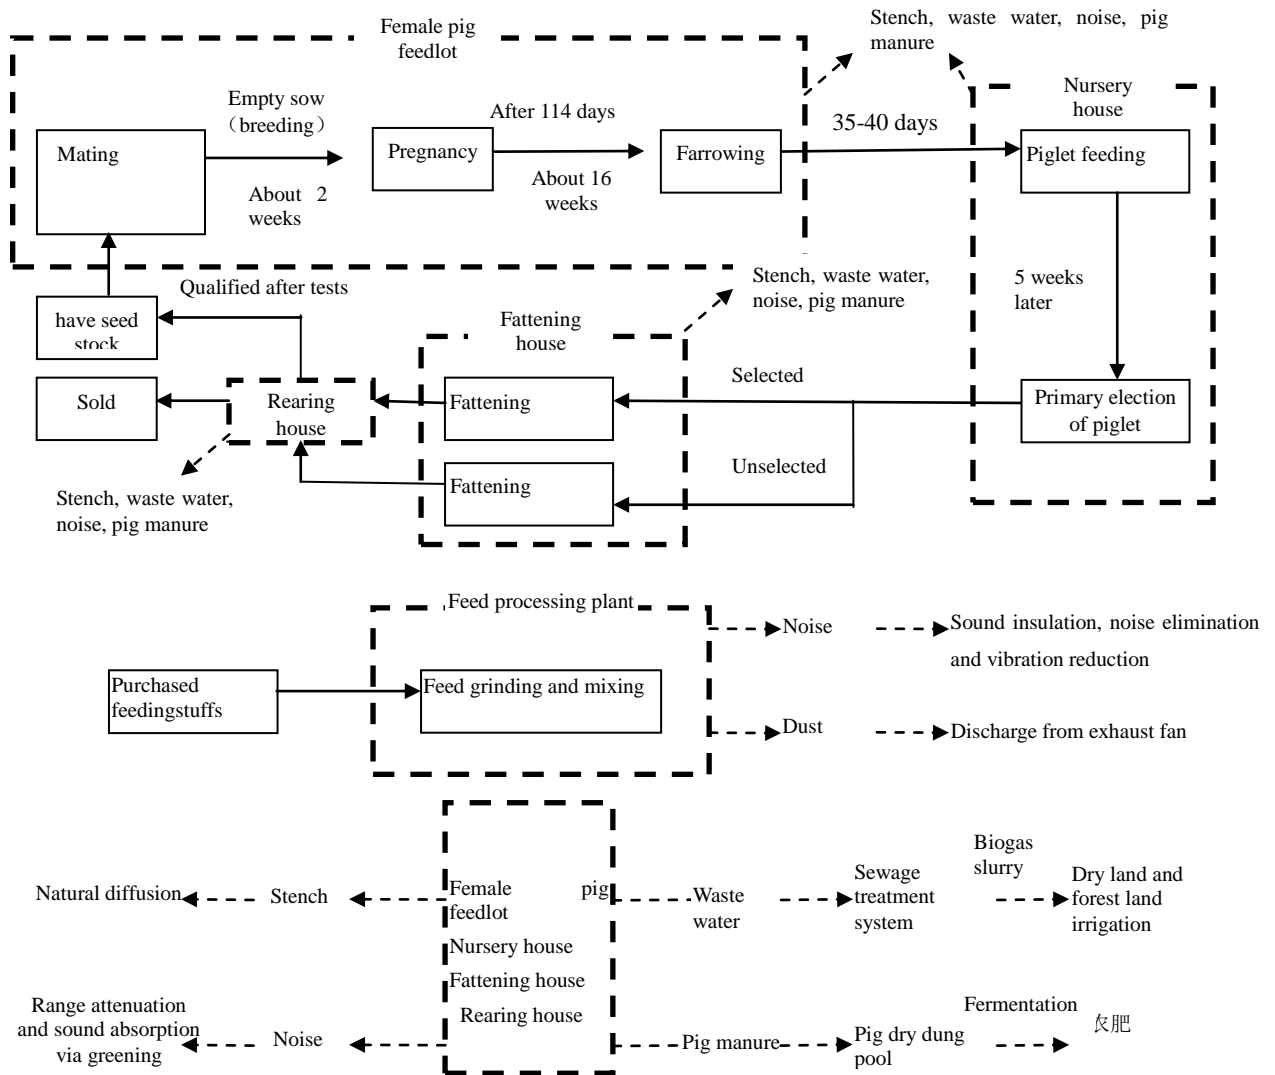 Female pig
feedlot
Stench, waste water, noise, pig
manure
Nursery
house
Empty sow
（breeding）
After 114 days
35-40 days
Mating
Pregnancy
Farrowing
Piglet feeding
About 2
weeks
About 16
weeks
Qualified after tests
Stench, waste water,
noise, pig manure
5 weeks
later
have seed
stock
Fattening
house
Selected
Sold
Rearing
house
Fattening
Primary election
of piglet
Unselected
Fattening
Stench, waste water,
noise, pig manure
Feed processing plant
Noise
Sound insulation, noise elimination
and vibration reduction
Purchased
feedingstuffs
Feed grinding and mixing
Dust
Discharge from exhaust fan
Natural diffusion
Stench
Female pig
feedlot
Nursery house
Fattening house
Rearing house
Waste
water
Sewage
treatment
system
Biogas
slurry
Dry land and
forest land
irrigation
Range attenuation
and sound absorption
via greening
Noise
Pig manure
Pig dry dung
pool
Fermentation
农肥